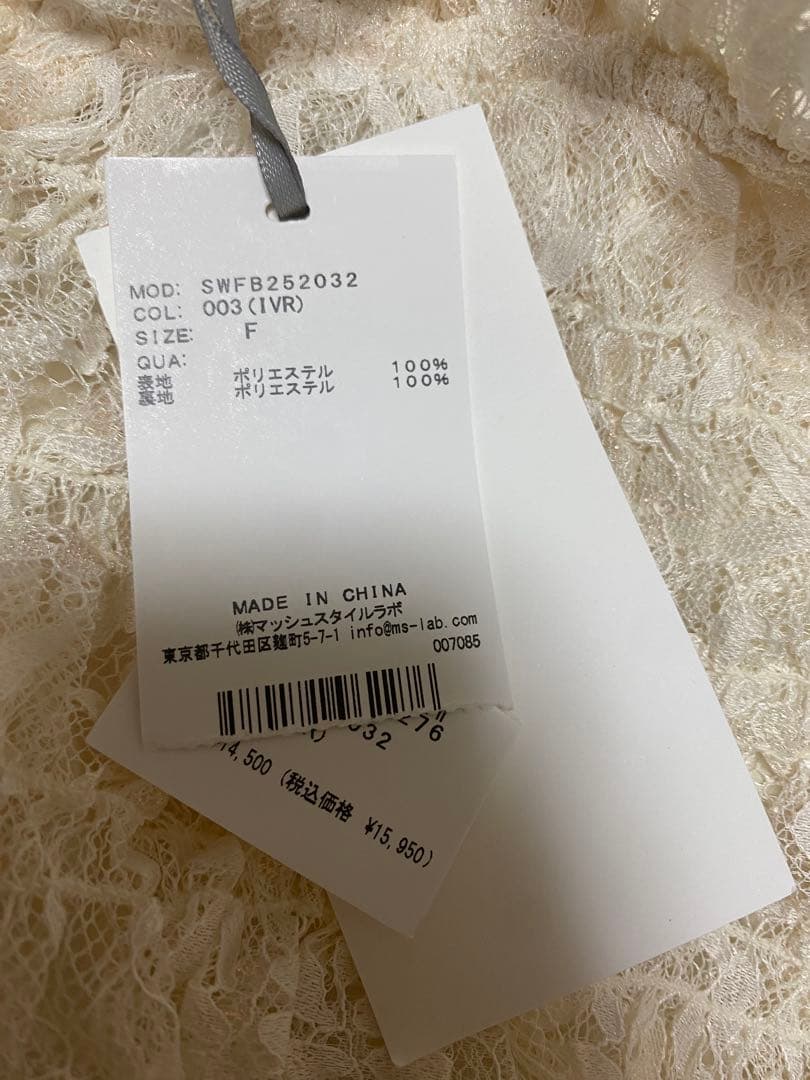 MOD: SWFB252032
COL: 003(IVR)
SIZE: F
QUA:
表地 ポリエステル 100%
裏地 ポリエステル 100%
MADE IN CHINA
㈱マッシュスタイルラボ
東京都千代田区麹町5-7-1 info@ms-lab.com
007085
276
032
14,500 (税込価格 ¥15,950)